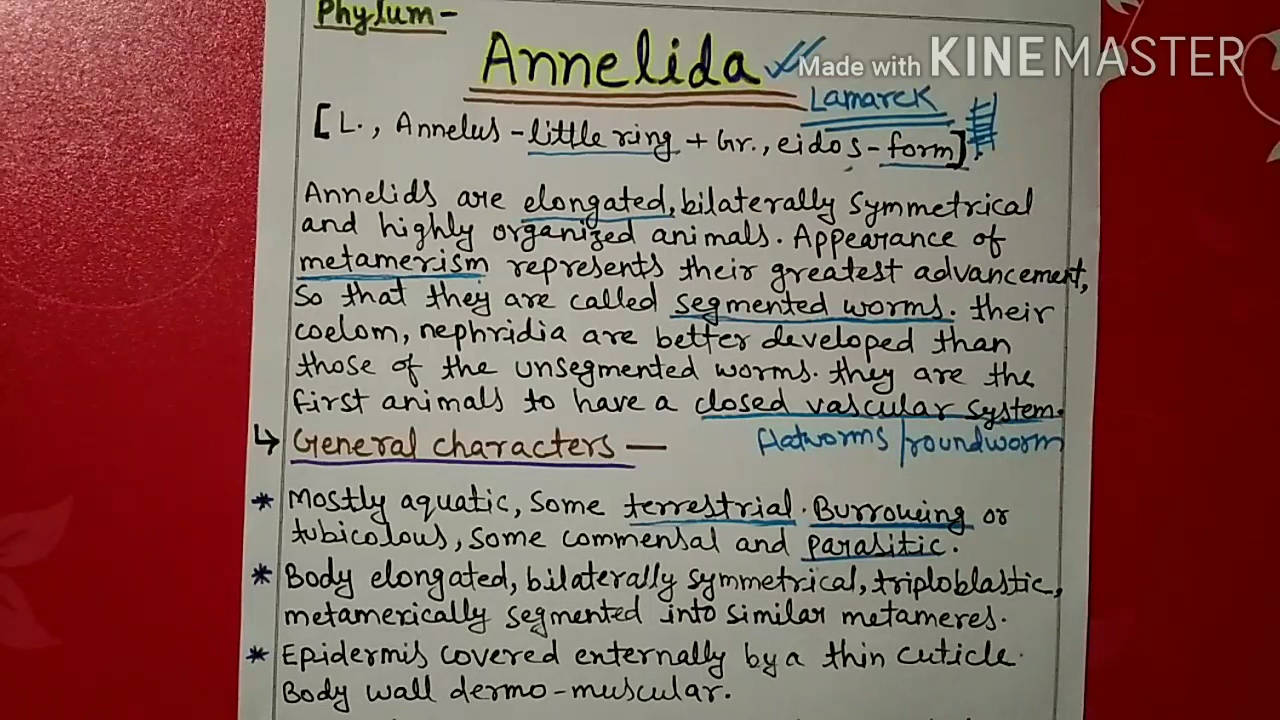 Phylum-
Annelida
Made with KINEMASTER
Lamarck
[L., Annelus -little ring + Gr., eidos-form]
Annelids are elongated, bilaterally symmetrical
and highly organized animals. Appearance of
metamerism represents their greatest advancement,
So that they are called segmented worms. their
coelom, nephridia are better developed than
those of the unsegmented worms. they are the
first animals to have a closed vascular system.
flatworms / roundworm
↳ General characters —
* Mostly aquatic, Some terrestrial. Burrowing or
tubicolous, some commensal and parasitic.
* Body elongated, bilaterally symmetrical, triploblastic,
metamerically segmented into similar metameres.
* Epidermis covered enternally by a thin cuticle.
Body wall dermo-muscular.